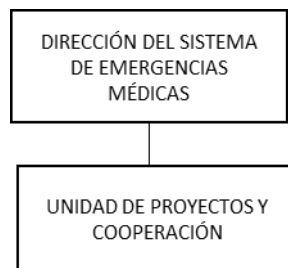 DIRECCIÓN DEL SISTEMA
DE EMERGENCIAS
MÉDICAS
UNIDAD DE PROYECTOS Y
COOPERACIÓN